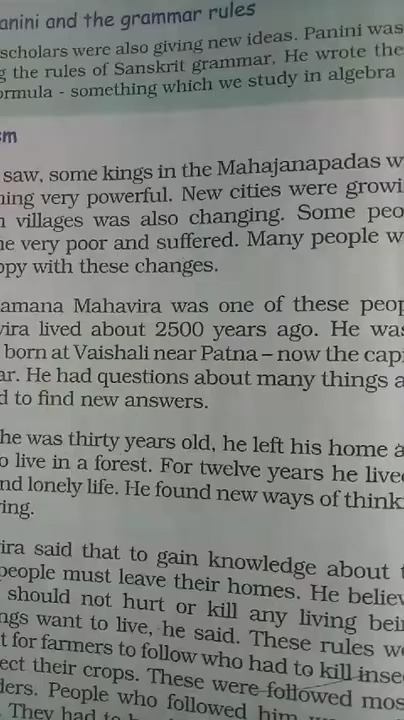 anini and the grammar rules
scholars were also giving new ideas. Panini was
g the rules of Sanskrit grammar. He wrote the
ormula - something which we study in algebra
sm
saw, some kings in the Mahajanapadas w
ning very powerful. New cities were growi
n villages was also changing. Some peo
ne very poor and suffered. Many people w
ppy with these changes.
amana Mahavira was one of these peop
vira lived about 2500 years ago. He was
born at Vaishali near Patna – now the capi
ar. He had questions about many things a
d to find new answers.
he was thirty years old, he left his home a
o live in a forest. For twelve years he live
nd lonely life. He found new ways of think
ing.
ira said that to gain knowledge about t
people must leave their homes. He believ
should not hurt or kill any living bei
ngs want to live, he said. These rules we
t for farmers to follow who had to kill inse
ect their crops. These were followed mos
ders. People who followed him
. They had to